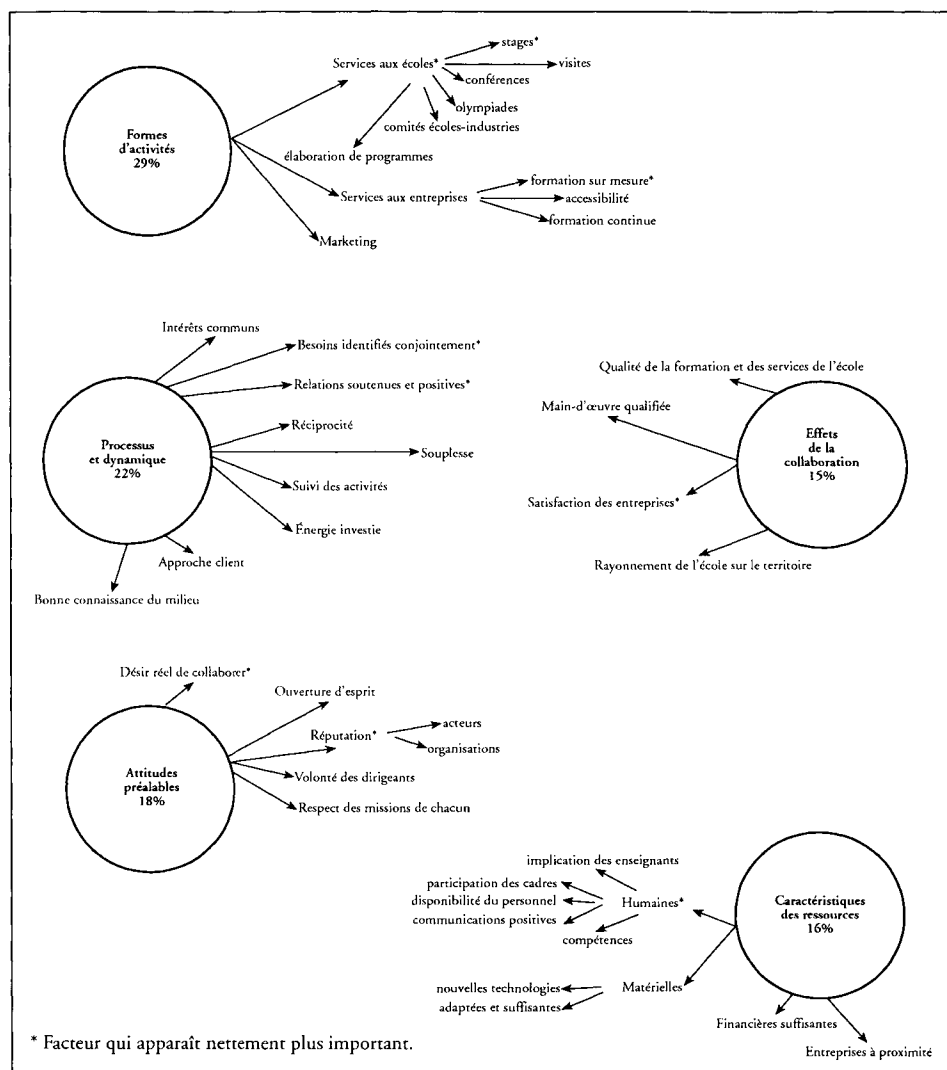 Formes
d'activités
29%
Services aux écoles*
stages*
visites
conférences
olympiades
comités écoles-industries
élaboration de programmes
Services aux entreprises
formation sur mesure*
accessibilité
formation continue
Marketing
Processus
et dynamique
22%
Intérêts communs
Besoins identifiés conjointement*
Relations soutenues et positives*
Réciprocité
Souplesse
Suivi des activités
Énergie investie
Approche client
Bonne connaissance du milieu
Effets
de la
collaboration
15%
Qualité de la formation et des services de l'école
Main-d'œuvre qualifiée
Satisfaction des entreprises*
Rayonnement de l'école sur le territoire
Attitudes
préalables
18%
Désir réel de collaborer*
Ouverture d'esprit
Réputation*
acteurs
organisations
Volonté des dirigeants
Respect des missions de chacun
Caractéristiques
des ressources
16%
Humaines*
implication des enseignants
participation des cadres
disponibilité du personnel
communications positives
compétences
Matérielles
nouvelles technologies
adaptées et suffisantes
Financières suffisantes
Entreprises à proximité
* Facteur qui apparaît nettement plus important.